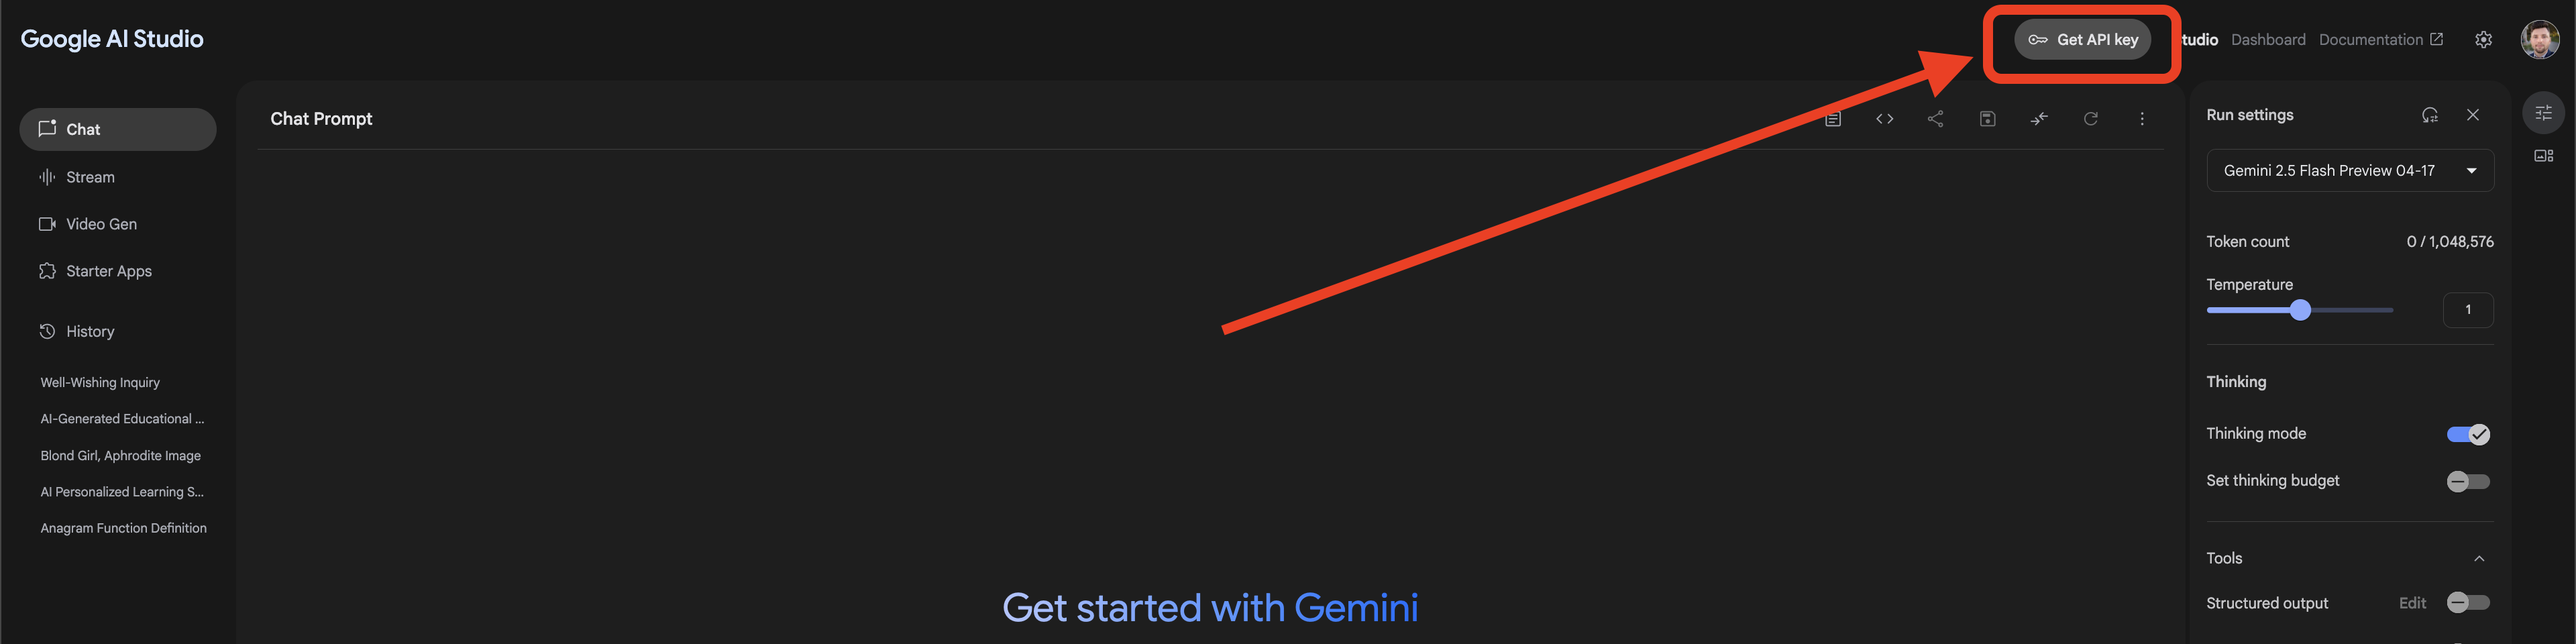 Google AI Studio
Get API key
tudio
Dashboard
Documentation
Chat
Stream
Video Gen
Starter Apps
History
Well-Wishing Inquiry
AI-Generated Educational ...
Blond Girl, Aphrodite Image
AI Personalized Learning S...
Anagram Function Definition
Chat Prompt
Get started with Gemini
Run settings
Gemini 2.5 Flash Preview 04-17
Token count 0 / 1,048,576
Temperature
1
Thinking
Thinking mode
Set thinking budget
Tools
Structured output Edit